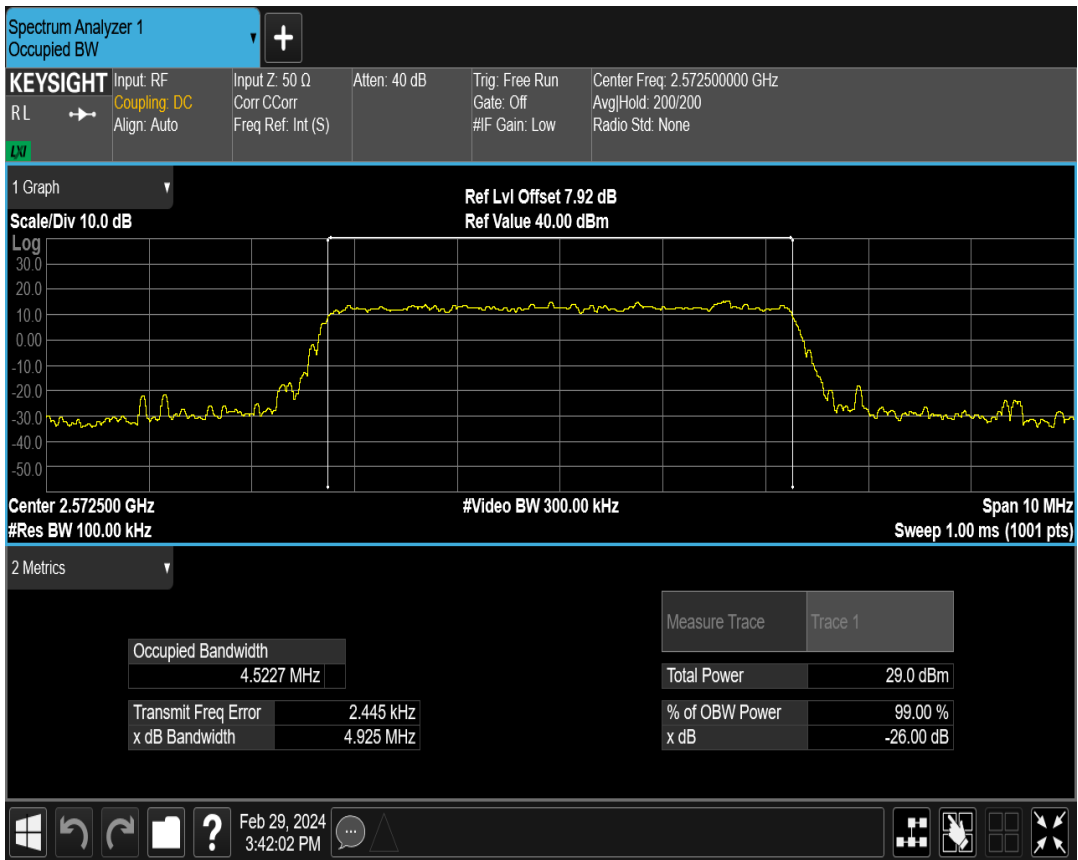 Spectrum Analyzer 1
Occupied BW
KEYSIGHT
RL
LXI
Input: RF
Coupling: DC
Align: Auto
Input Z: 50 Ω
Corr CCorr
Freq Ref: Int (S)
Atten: 40 dB
Trig: Free Run
Gate: Off
#IF Gain: Low
Center Freq: 2.572500000 GHz
Avg|Hold: 200/200
Radio Std: None
1 Graph
Scale/Div 10.0 dB
Ref Lvl Offset 7.92 dB
Ref Value 40.00 dBm
Log
30.0
20.0
10.0
0.00
-10.0
-20.0
-30.0
-40.0
-50.0
Center 2.572500 GHz
#Res BW 100.00 kHz
#Video BW 300.00 kHz
Span 10 MHz
Sweep 1.00 ms (1001 pts)
2 Metrics
Occupied Bandwidth
4.5227 MHz
Transmit Freq Error 2.445 kHz
x dB Bandwidth 4.925 MHz
Measure Trace Trace 1
Total Power 29.0 dBm
% of OBW Power 99.00 %
x dB -26.00 dB
Feb 29, 2024
3:42:02 PM